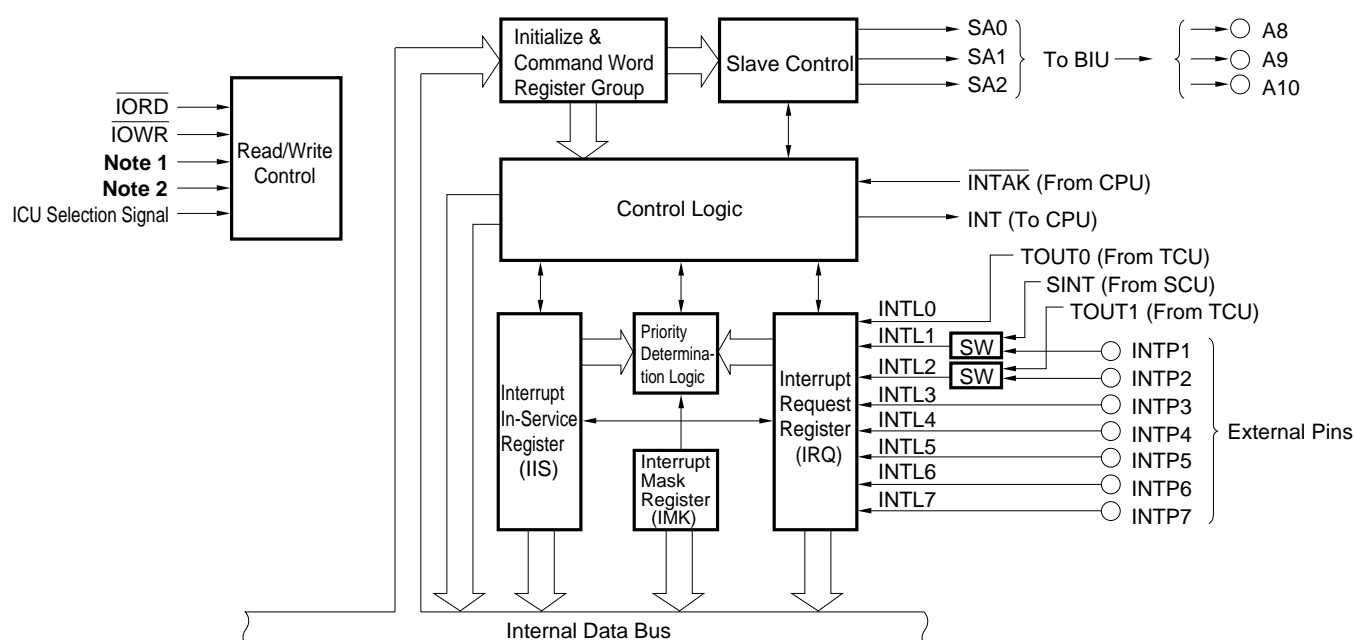 Initialize &
Command Word
Register Group
Slave Control
SA0
SA1
SA2
To BIU
A8
A9
A10
IORD
IOWR
Note 1
Note 2
ICU Selection Signal
Read/Write
Control
Control Logic
INTAK (From CPU)
INT (To CPU)
TOUT0 (From TCU)
SINT (From SCU)
TOUT1 (From TCU)
Interrupt
In-Service
Register
(IIS)
Priority
Determina-
tion Logic
Interrupt
Mask
Register
(IMK)
Interrupt
Request
Register
(IRQ)
INTL0
INTL1
INTL2
INTL3
INTL4
INTL5
INTL6
INTL7
SW
SW
INTP1
INTP2
INTP3
INTP4
INTP5
INTP6
INTP7
External Pins
Internal Data Bus